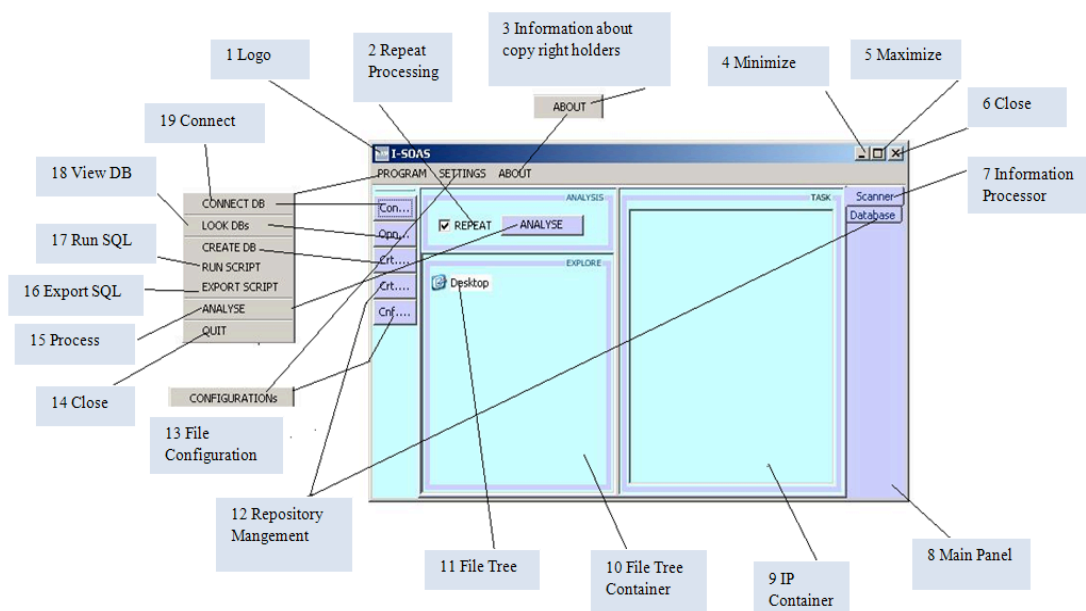 3 Information about
copy right holders
1 Logo
2 Repeat
Processing
4 Minimize
5 Maximize
6 Close
ABOUT
19 Connect
I-SOAS
PROGRAM SETTINGS ABOUT
18 View DB
7 Information
Processor
CONNECT DB
LOOK DBs
CREATE DB
RUN SCRIPT
EXPORT SCRIPT
ANALYSE
QUIT
Con...
Opn...
Crt....
Crt....
Cnf....
ANALYSIS
REPEAT
ANALYSE
EXPLORE
Desktop
TASK
Scanner
Database
17 Run SQL
16 Export SQL
15 Process
14 Close
CONFIGURATIONs
13 File
Configuration
12 Repository
Mangement
11 File Tree
10 File Tree
Container
9 IP
Container
8 Main Panel